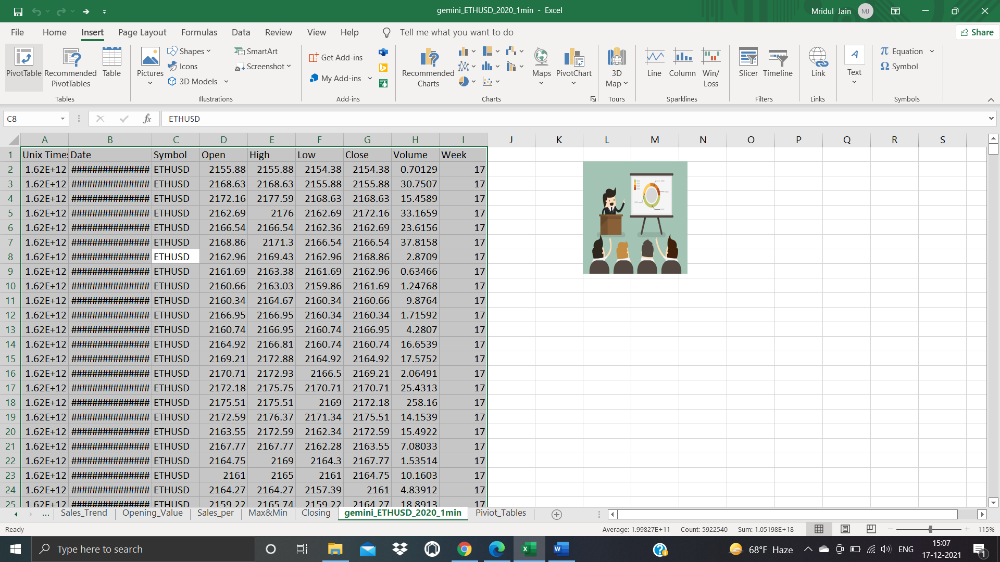 gemini_ETHUSD_2020_1min - Excel
Mridul Jain MJ
File Home Insert Page Layout Formulas Data Review View Help Tell me what you want to do Share
PivotTable Recommended PivotTables Table
Pictures Shapes Icons 3D Models SmartArt Screenshot
Get Add-ins My Add-ins
Recommended Charts Maps PivotChart 3D Map Line Column Win/Loss Slicer Timeline Link Text Equation Symbol
Tables Illustrations Add-ins Charts Tours Sparklines Filters Links Symbols
C8 fx ETHUSD
A B C D E F G H I J K L M N O P Q R S
1 Unix Times Date Symbol Open High Low Close Volume Week
2 1.62E+12 ############### ETHUSD 2155.88 2155.88 2154.38 2154.38 0.70129 17
3 1.62E+12 ############### ETHUSD 2168.63 2168.63 2155.88 2155.88 30.7507 17
4 1.62E+12 ############### ETHUSD 2172.16 2177.59 2168.63 2168.63 15.4589 17
5 1.62E+12 ############### ETHUSD 2162.69 2176 2162.69 2172.16 33.1659 17
6 1.62E+12 ############### ETHUSD 2166.54 2166.54 2162.36 2162.69 23.6156 17
7 1.62E+12 ############### ETHUSD 2168.86 2171.3 2166.54 2166.54 37.8158 17
8 1.62E+12 ############### ETHUSD 2162.96 2169.43 2162.96 2168.86 2.8709 17
9 1.62E+12 ############### ETHUSD 2161.69 2163.38 2161.69 2162.96 0.63466 17
10 1.62E+12 ############### ETHUSD 2160.66 2163.03 2159.86 2161.69 1.24768 17
11 1.62E+12 ############### ETHUSD 2160.34 2164.67 2160.34 2160.66 9.8764 17
12 1.62E+12 ############### ETHUSD 2166.95 2166.95 2160.34 2160.34 1.71592 17
13 1.62E+12 ############### ETHUSD 2160.74 2166.95 2160.74 2166.95 4.2807 17
14 1.62E+12 ############### ETHUSD 2164.92 2166.81 2160.74 2160.74 16.6539 17
15 1.62E+12 ############### ETHUSD 2169.21 2172.88 2164.92 2164.92 17.5752 17
16 1.62E+12 ############### ETHUSD 2170.71 2172.93 2166.5 2169.21 2.06491 17
17 1.62E+12 ############### ETHUSD 2172.18 2175.75 2170.71 2170.71 25.4313 17
18 1.62E+12 ############### ETHUSD 2175.51 2175.51 2169 2172.18 258.16 17
19 1.62E+12 ############### ETHUSD 2172.59 2176.37 2171.34 2175.51 14.1539 17
20 1.62E+12 ############### ETHUSD 2163.55 2172.59 2162.34 2172.59 15.4922 17
21 1.62E+12 ############### ETHUSD 2167.77 2167.77 2162.28 2163.55 7.08033 17
22 1.62E+12 ############### ETHUSD 2164.75 2169 2164.3 2167.77 1.53514 17
23 1.62E+12 ############### ETHUSD 2161 2165 2161 2164.75 10.1603 17
24 1.62E+12 ############### ETHUSD 2164.27 2164.27 2157.39 2161 4.83912 17
25 1.62E+12 ############### ETHUSD 2159.22 2165.74 2159.22 2164.27 18.8913 17
... Sales_Trend Opening_Value Sales_per Max&Min Closing gemini_ETHUSD_2020_1min Piviot_Tables
Ready Average: 1.99827E+11 Count: 5922540 Sum: 1.05198E+18 115%
Type here to search 68°F Haze ENG 15:07
17-12-2021 1